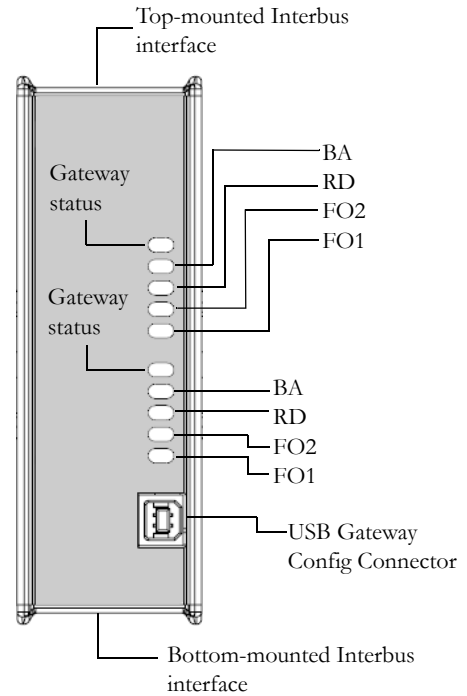 Top-mounted Interbus
interface
BA
Gateway
status
RD
FO2
FO1
Gateway
status
BA
RD
FO2
FO1
USB Gateway
Config Connector
Bottom-mounted Interbus
interface